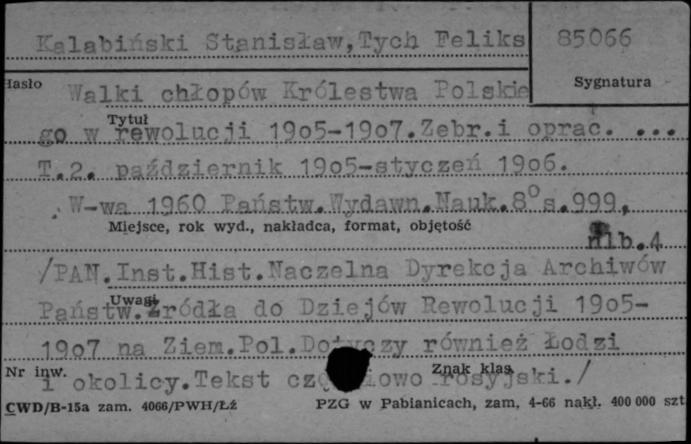 Kalabiński Stanisław,Tych Feliks 85066
Hasło Sygnatura
Walki chłopów Królestwa Polskie
Tytuł
go w rewolucji 19o5-19o7.Zebr.i oprac. ...
T.2. październik 19o5-styczeń 19o6.
W-wa 1960 Państw.Wydawn.Nauk.8° s.999,
Miejsce, rok wyd., nakładca, format, objętość
nlb.4
/PAN.Inst.Hist.Naczelna Dyrekcja Archiwów
Uwagi
Państw.Źródła do Dziejów Rewolucji 19o5-
19o7 na Ziem.Pol.Dotyczy również Łodzi
Nr inw. Znak klas.
i okolicy.Tekst rosyjski./
CWD/B-15a zam. 4066/PWH/Łź PZG w Pabianicach, zam. 4-66 nakł. 400 000 szt